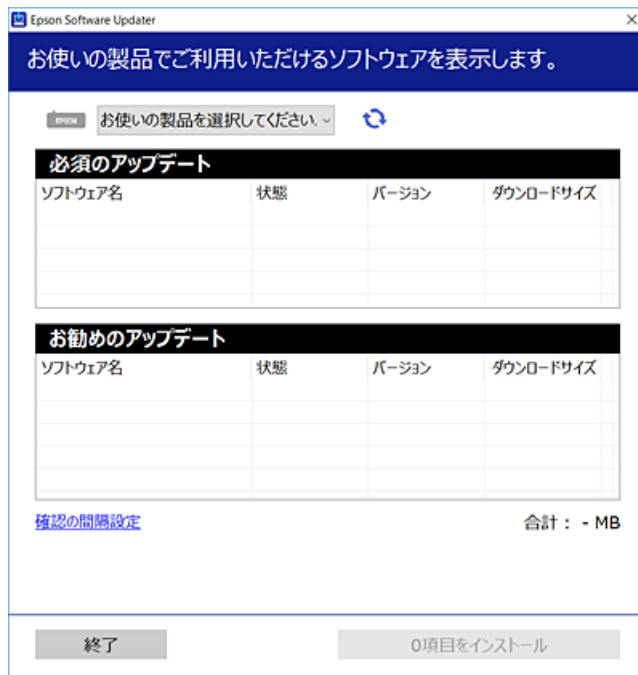 Epson Software Updater
お使いの製品でご利用いただけるソフトウェアを表示します。
EPSON お使いの製品を選択してください.
必須のアップデート
ソフトウェア名 状態 バージョン ダウンロードサイズ
お勧めのアップデート
ソフトウェア名 状態 バージョン ダウンロードサイズ
確認の間隔設定 合計： - MB
終了 0項目をインストール